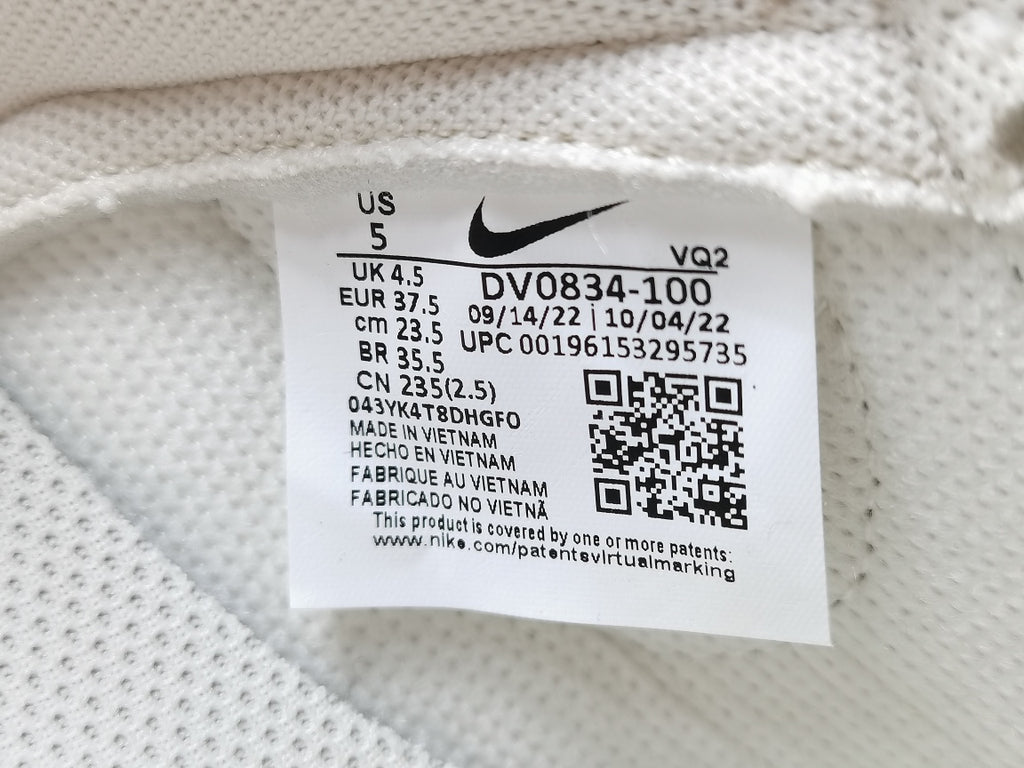 US
5
VQ2
UK 4.5
DV0834-100
EUR 37.5
09/14/22 | 10/04/22
cm 23.5
UPC 00196153295735
BR 35.5
CN 235(2.5)
043YK4T8DHGFO
MADE IN VIETNAM
HECHO EN VIETNAM
FABRIQUE AU VIETNAM
FABRICADO NO VIETNÃ
This product is covered by one or more patents:
www.nike.com/patentsvirtualmarking